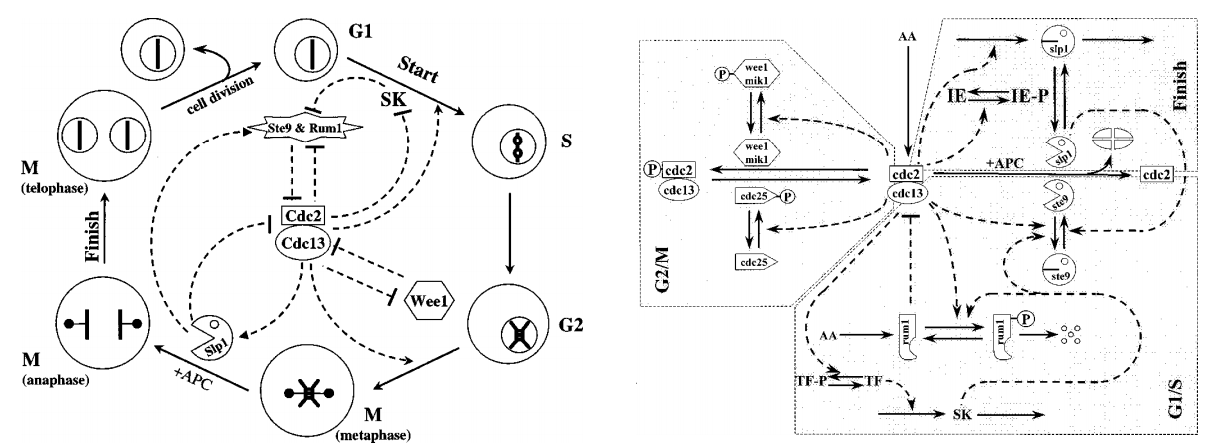 G1
Start
cell division
SK
Ste9 & Rum1
S
M
(telophase)
Cdc2
Cdc13
Finish
Wee1
G2
M
(anaphase)
Slp1
+APC
M
(metaphase)
AA
slp1
P
wee1
mik1
IE
IE-P
Finish
wee1
mik1
slp1
+APC
P
cdc2
cdc13
cdc2
cdc13
cdc2
cdc25
P
ste9
G2/M
cdc25
ste9
P
AA
rum1
rum1
TF-P
TF
SK
G1/S